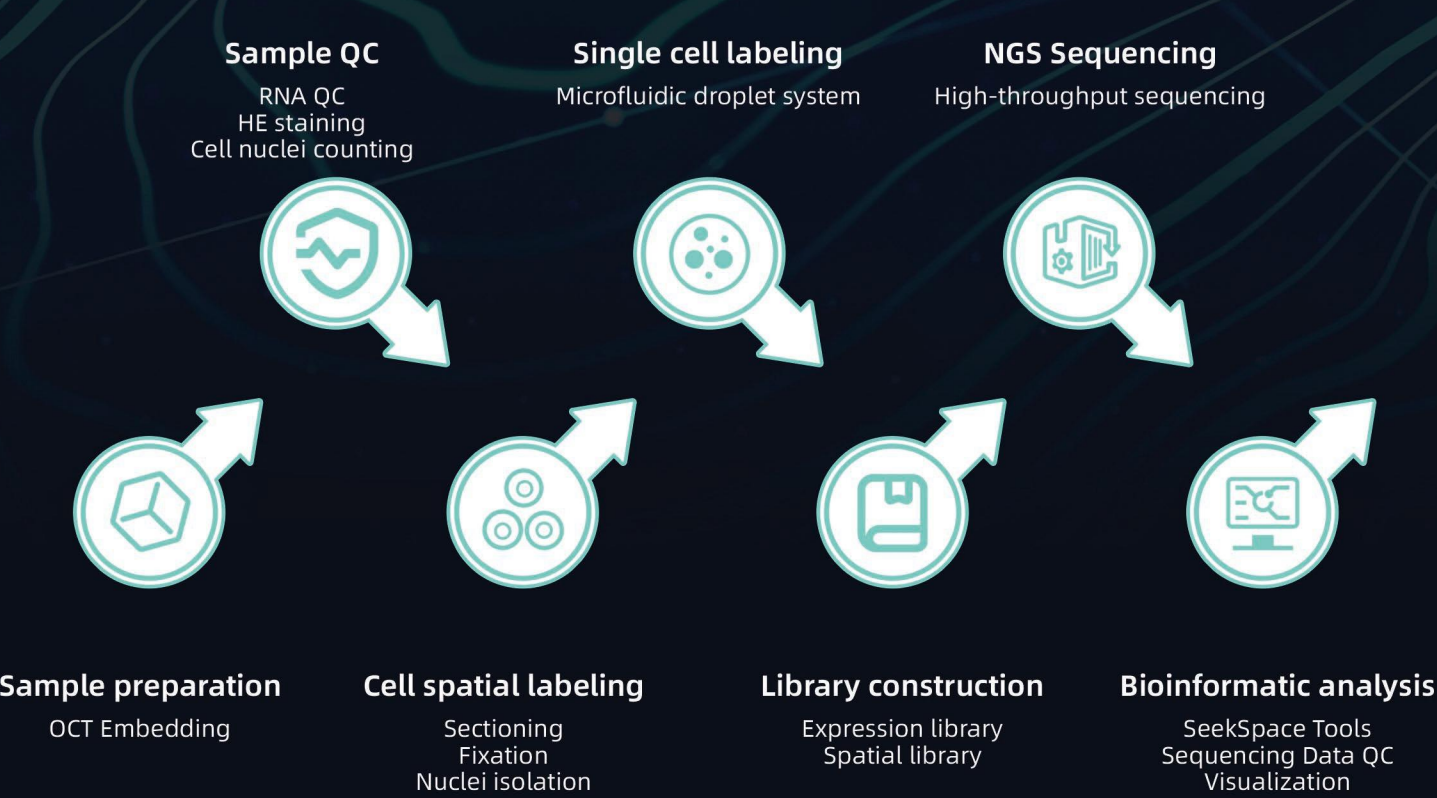 Sample QC
RNA QC
HE staining
Cell nuclei counting
Single cell labeling
Microfluidic droplet system
NGS Sequencing
High-throughput sequencing
Sample preparation
OCT Embedding
Cell spatial labeling
Sectioning
Fixation
Nuclei isolation
Library construction
Expression library
Spatial library
Bioinformatic analysis
SeekSpace Tools
Sequencing Data QC
Visualization